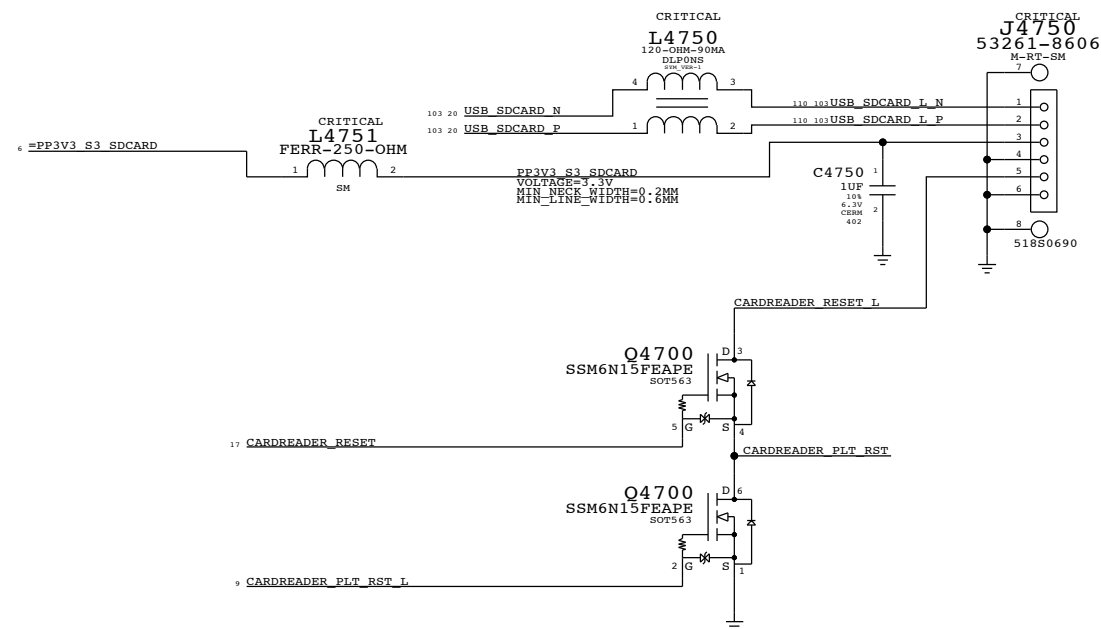 CRITICAL
L4750
120-OHM-90MA
DLP0NS
SYM_VER-1
4 3
1 2
CRITICAL
J4750
53261-8606
M-RT-SM
7
103 20 USB_SDCARD_N
103 20 USB_SDCARD_P
110 103 USB_SDCARD_L_N
110 103 USB_SDCARD_L_P
1
2
3
4
5
6
8
518S0690
6 =PP3V3_S3_SDCARD
CRITICAL
L4751
FERR-250-OHM
1 2
SM
PP3V3_S3_SDCARD
VOLTAGE=3.3V
MIN_NECK_WIDTH=0.2MM
MIN_LINE_WIDTH=0.6MM
C4750 1
1UF
10%
6.3V 2
CERM
402
CARDREADER_RESET_L
Q4700 D 3
SSM6N15FEAPE
SOT563
5 G S 4
17 CARDREADER_RESET
CARDREADER_PLT_RST
Q4700 D 6
SSM6N15FEAPE
SOT563
2 G S 1
9 CARDREADER_PLT_RST_L